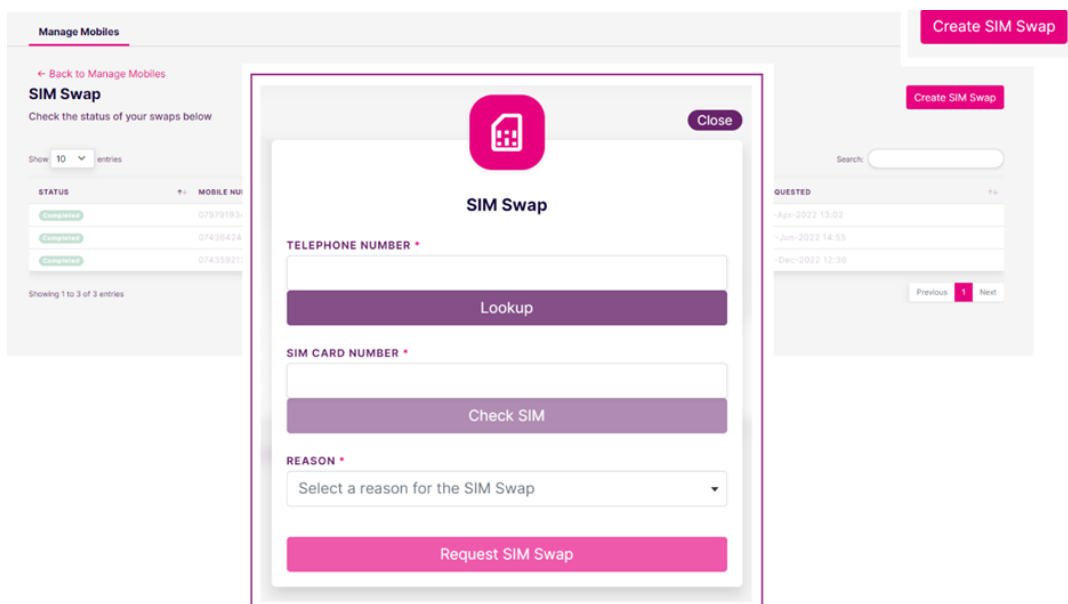 Manage Mobiles
Create SIM Swap
← Back to Manage Mobiles
SIM Swap
Check the status of your swaps below
Create SIM Swap
Show 10 entries
Search:
STATUS MOBILE QUESTED
Completed -Apr-2022 13:02
Completed -Jun-2022 14:55
Completed -Dec-2022 12:36
Showing 1 to 3 of 3 entries
Previous 1 Next
Close
SIM Swap
TELEPHONE NUMBER *
Lookup
SIM CARD NUMBER *
Check SIM
REASON *
Select a reason for the SIM Swap
Request SIM Swap